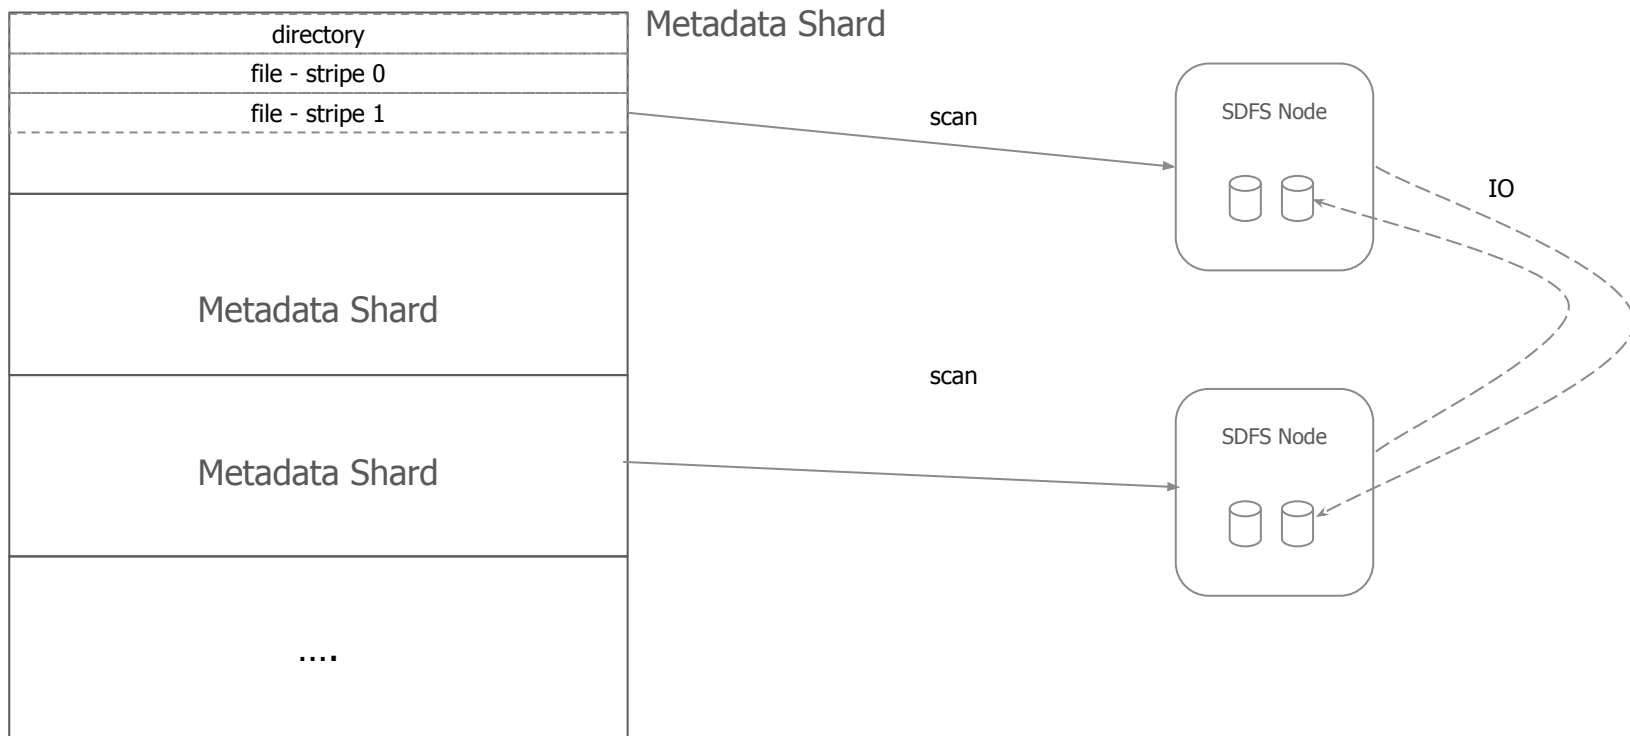 Metadata Shard
directory
file - stripe 0
file - stripe 1
scan
SDFS Node
IO
Metadata Shard
scan
SDFS Node
Metadata Shard
....